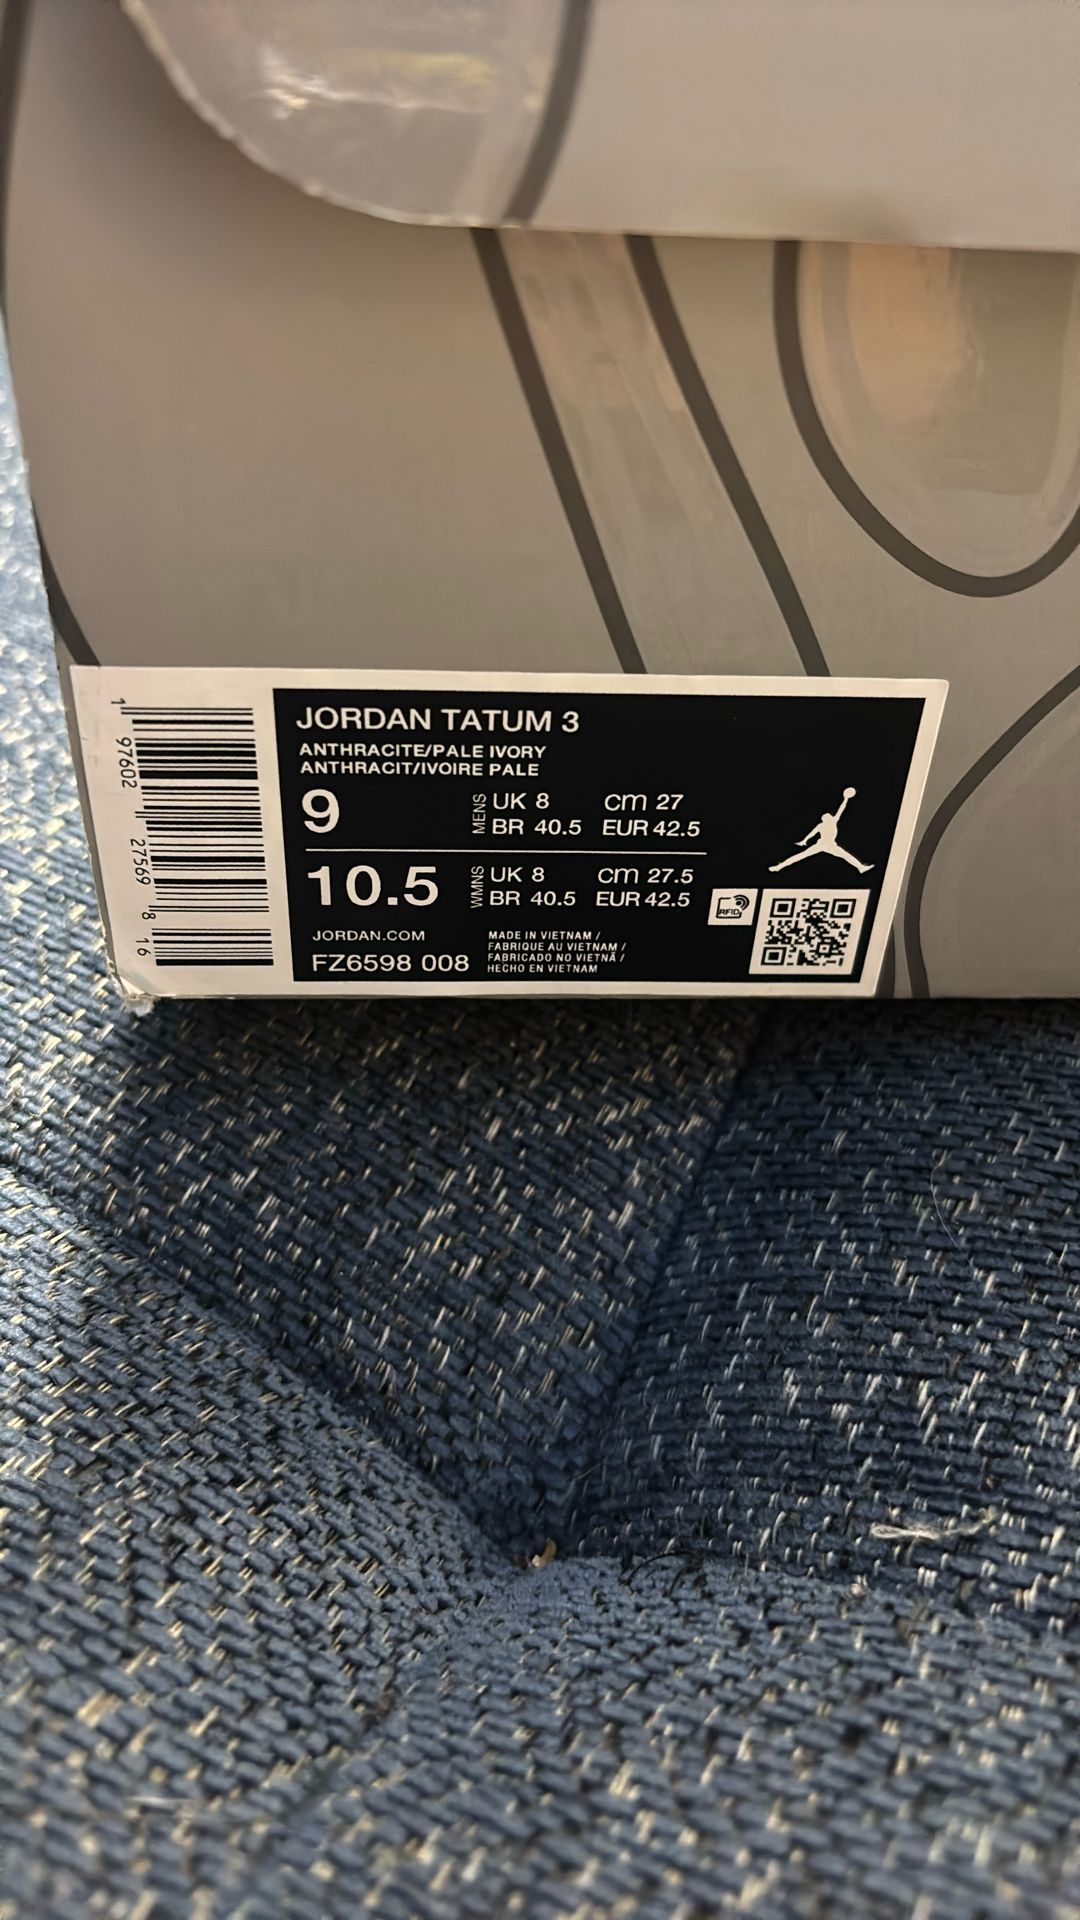 JORDAN TATUM 3
ANTHRACITE/PALE IVORY
ANTHRACIT/IVOIRE PALE
9
MENS
UK 8 cm 27
BR 40.5 EUR 42.5
10.5
WMNS
UK 8 cm 27.5
BR 40.5 EUR 42.5
RFID
JORDAN.COM
FZ6598 008
MADE IN VIETNAM /
FABRIQUE AU VIETNAM /
FABRICADO NO VIETNÃ /
HECHO EN VIETNAM
1 97602 27569 8 16